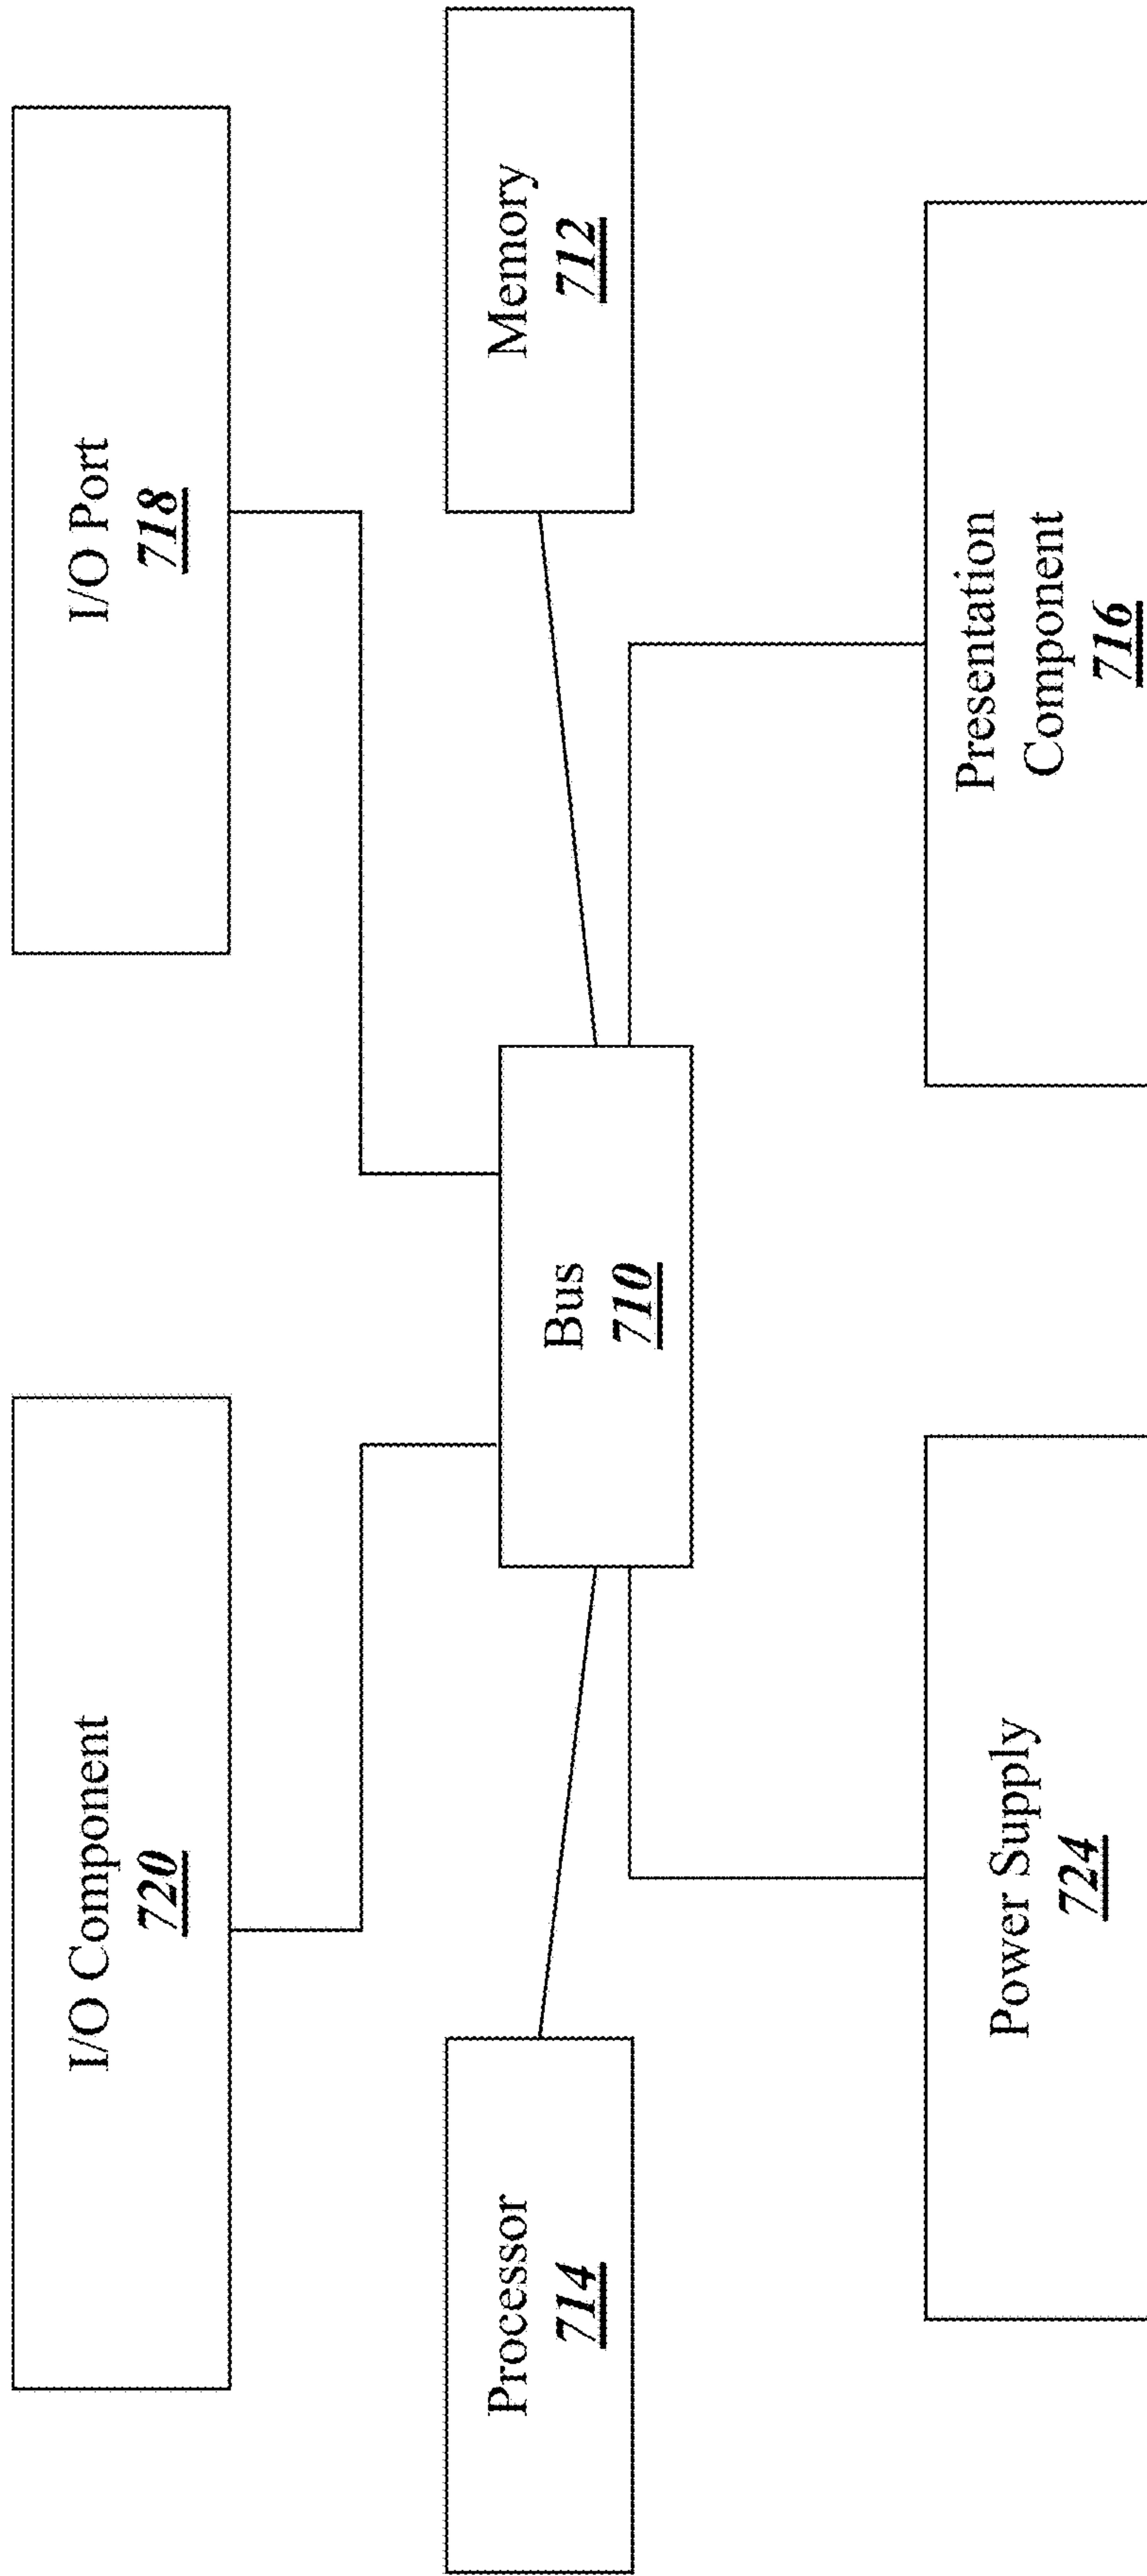 I/O Component
720
I/O Port
718
Processor
714
Bus
710
Memory
712
Power Supply
724
Presentation
Component
716